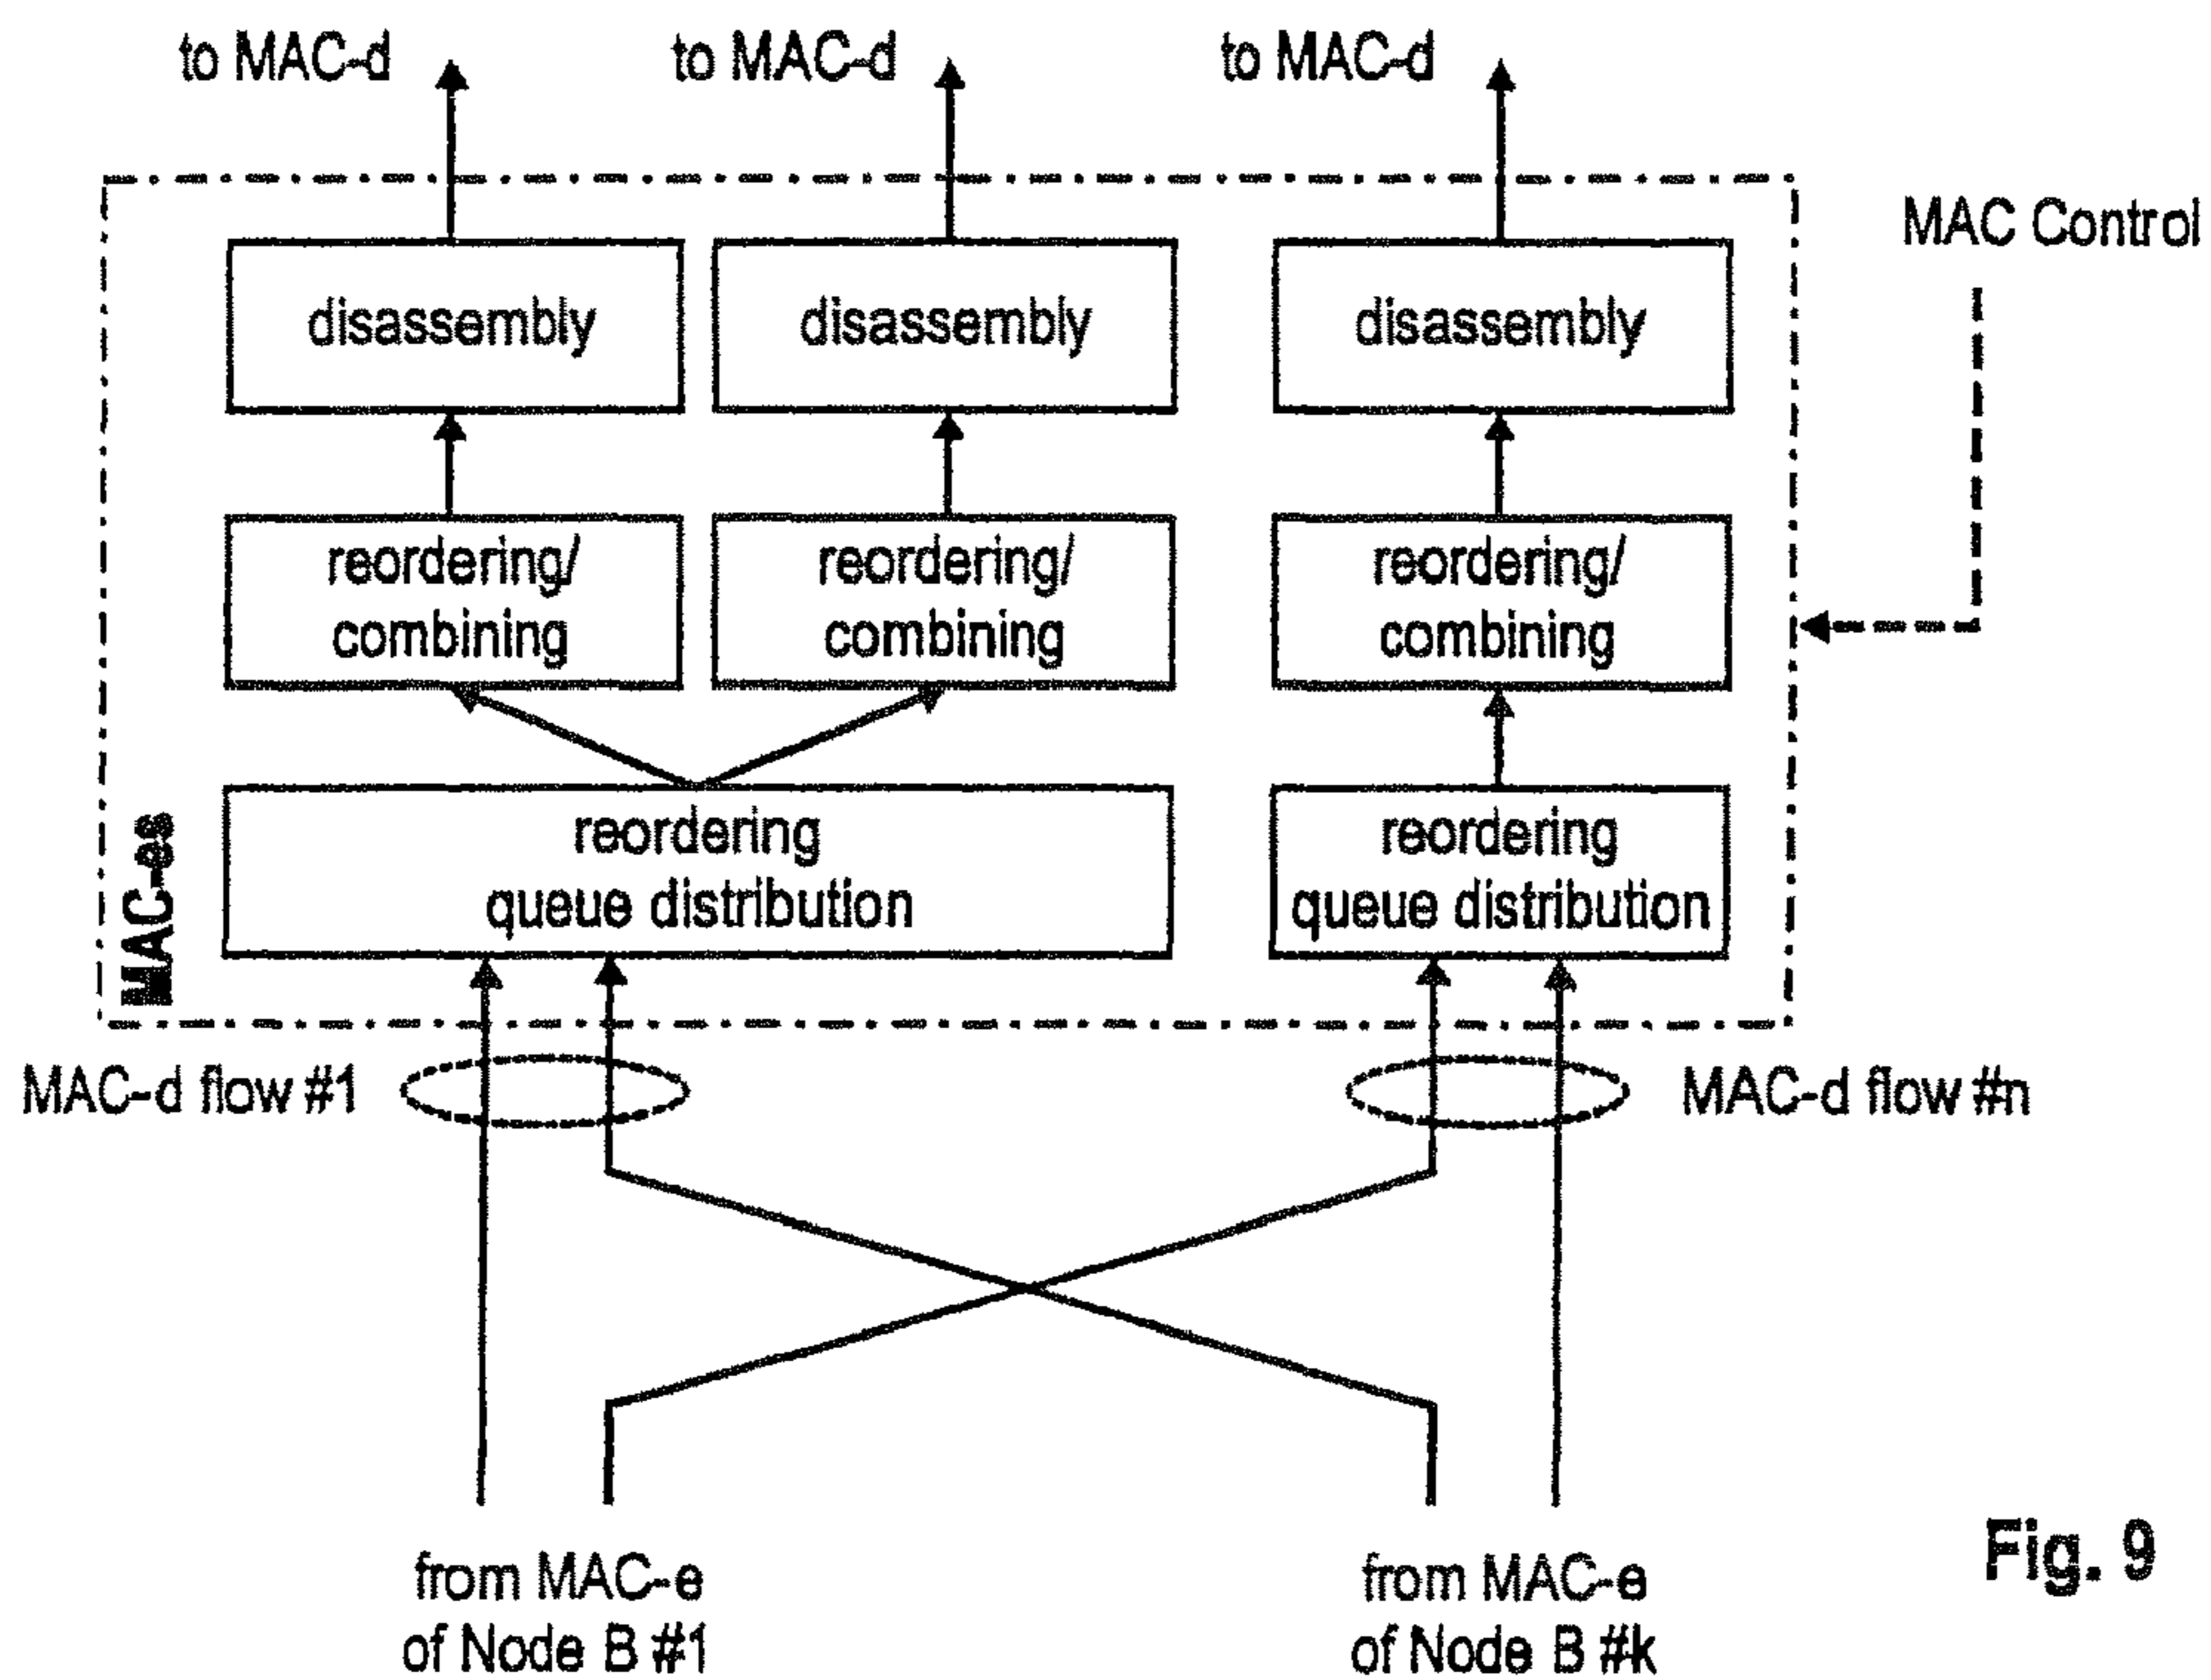 to MAC-d
to MAC-d
to MAC-d
MAC Control
disassembly
disassembly
disassembly
reordering/
combining
reordering/
combining
reordering/
combining
reordering
queue distribution
reordering
queue distribution
MAC-es
MAC-d flow #1
MAC-d flow #n
from MAC-e
of Node B #1
from MAC-e
of Node B #k
Fig. 9